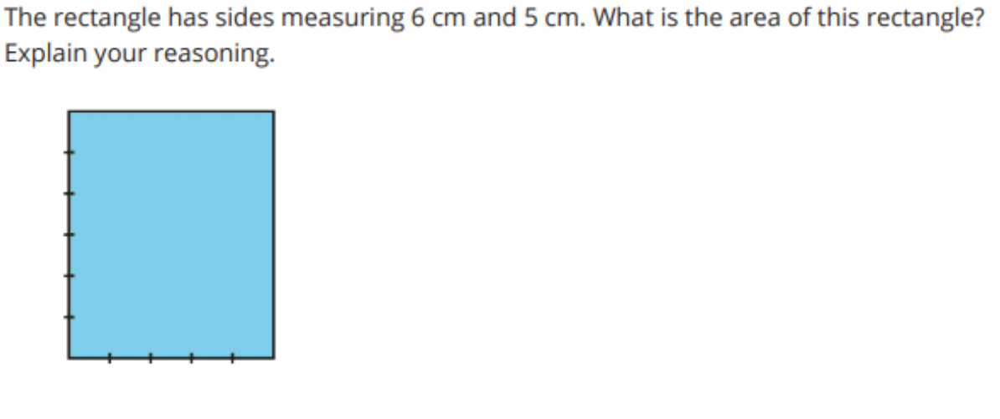 The rectangle has sides measuring 6 cm and 5 cm. What is the area of this rectangle?
Explain your reasoning.